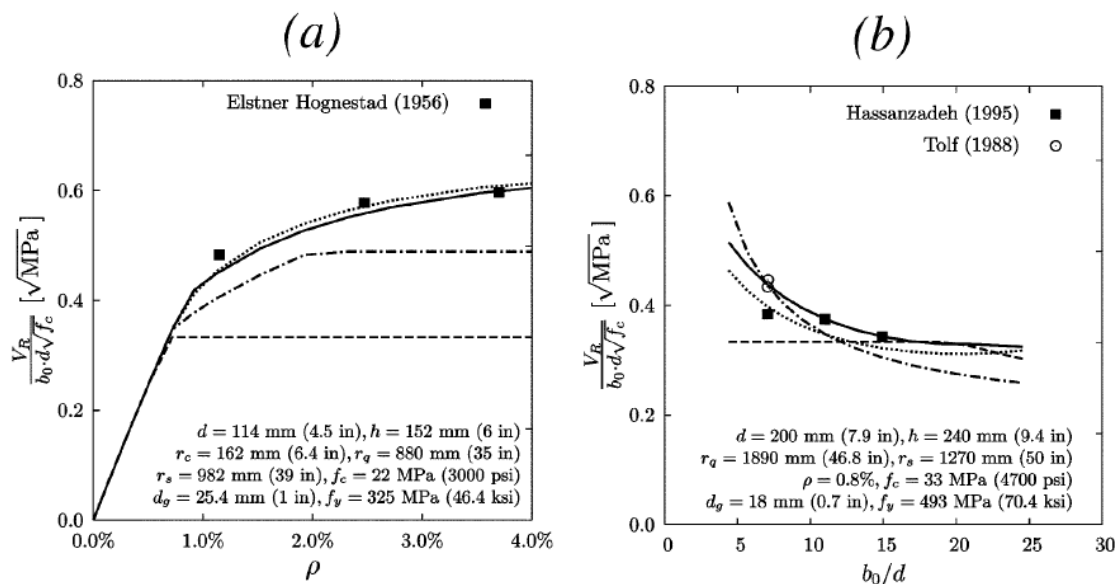 (a)
0.8
Elstner Hognestad (1956)
0.6
0.4
0.2
0.0
V_R / b_0·d√f_c [√MPa]
d = 114 mm (4.5 in), h = 152 mm (6 in)
r_c = 162 mm (6.4 in), r_q = 880 mm (35 in)
r_s = 982 mm (39 in), f_c = 22 MPa (3000 psi)
d_g = 25.4 mm (1 in), f_y = 325 MPa (46.4 ksi)
0.0% 1.0% 2.0% 3.0% 4.0%
ρ
(b)
0.8
Hassanzadeh (1995)
Tolf (1988)
0.6
0.4
0.2
0.0
V_R / b_0·d√f_c [√MPa]
d = 200 mm (7.9 in), h = 240 mm (9.4 in)
r_q = 1890 mm (46.8 in), r_s = 1270 mm (50 in)
ρ = 0.8%, f_c = 33 MPa (4700 psi)
d_g = 18 mm (0.7 in), f_y = 493 MPa (70.4 ksi)
0 5 10 15 20 25 30
b_0/d